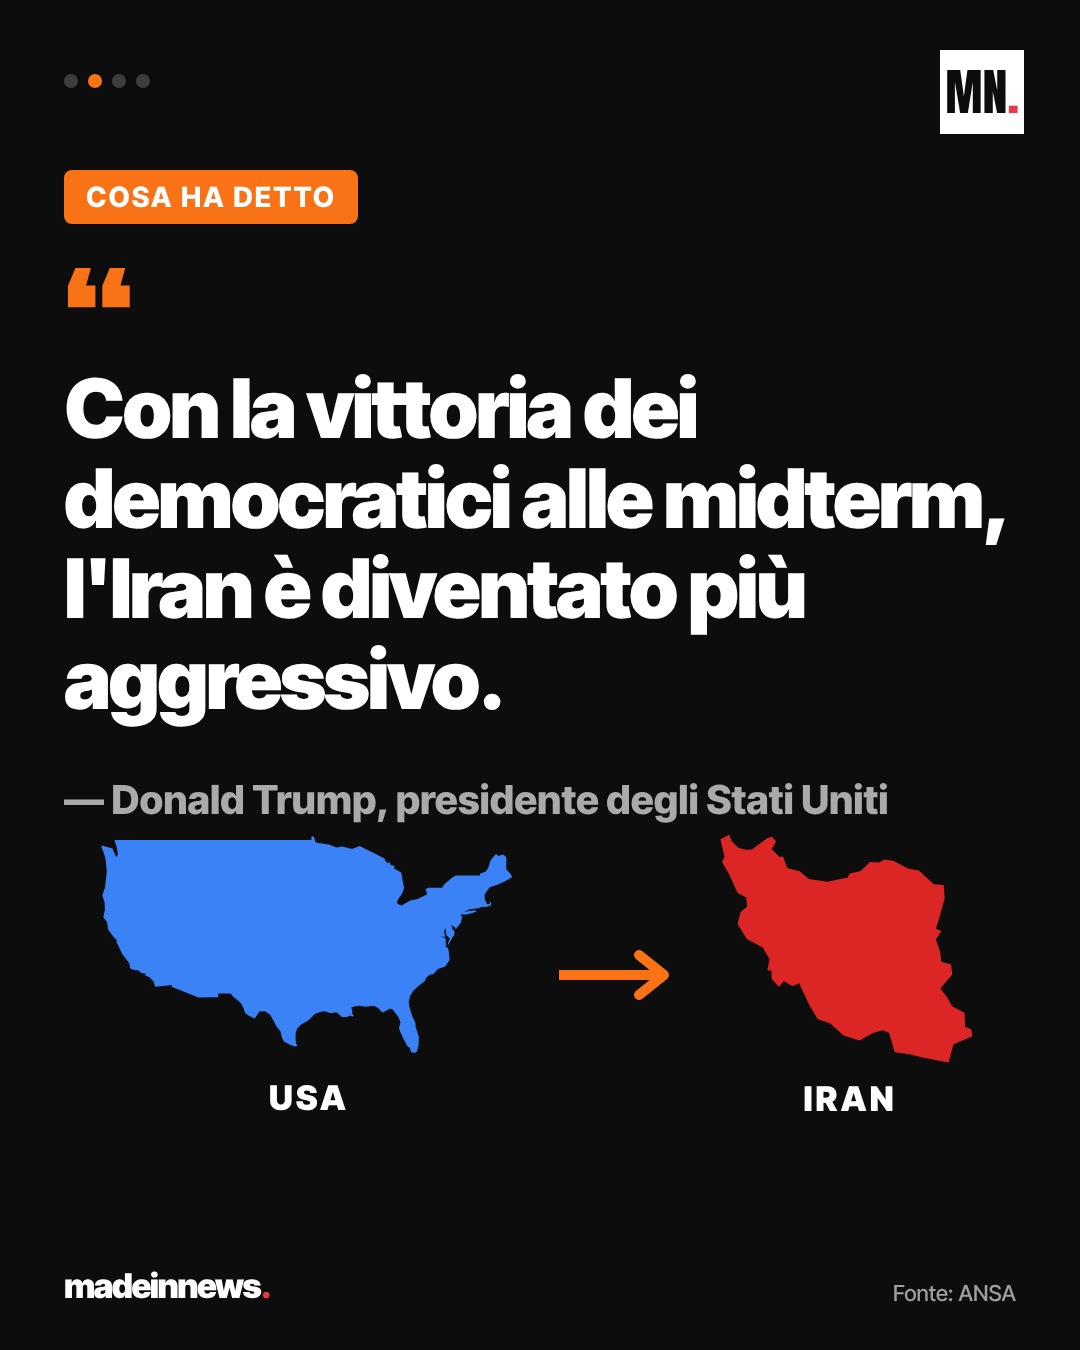 MN.
COSA HA DETTO
“
Con la vittoria dei
democratici alle midterm,
l'Iran è diventato più
aggressivo.
— Donald Trump, presidente degli Stati Uniti
USA
IRAN
madeinnews.
Fonte: ANSA